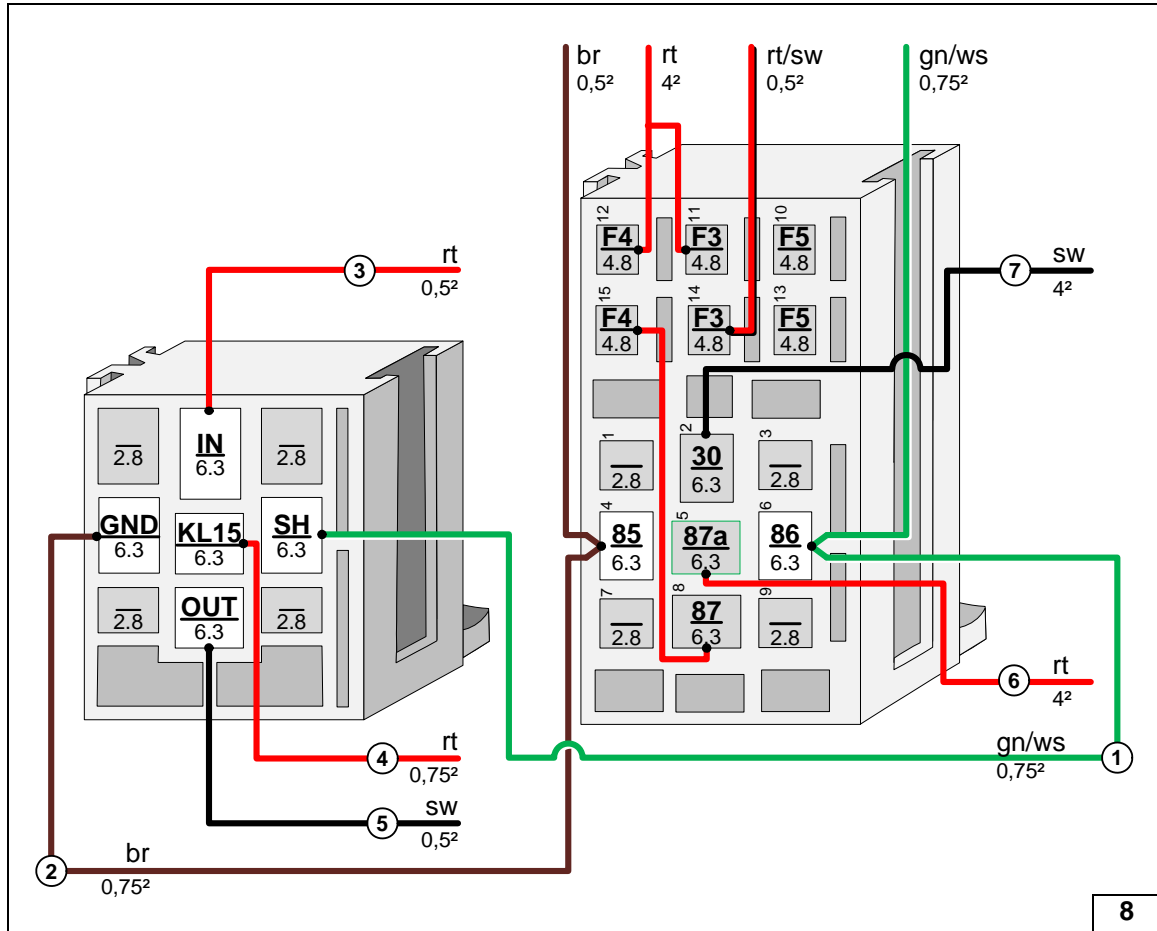 br
0,5²
rt
4²
rt/sw
0,5²
gn/ws
0,75²
12
F4
4.8
11
F3
4.8
10
F5
4.8
15
F4
4.8
14
F3
4.8
13
F5
4.8
7
sw
4²
3
rt
0,5²
2.8
IN
6.3
2.8
GND
6.3
KL15
6.3
SH
6.3
2.8
OUT
6.3
2.8
1
2.8
2
30
6.3
3
2.8
4
85
6.3
5
87a
6.3
6
86
6.3
7
2.8
8
87
6.3
9
2.8
6
rt
4²
4
rt
0,75²
gn/ws
0,75²
1
5
sw
0,5²
2
br
0,75²
8